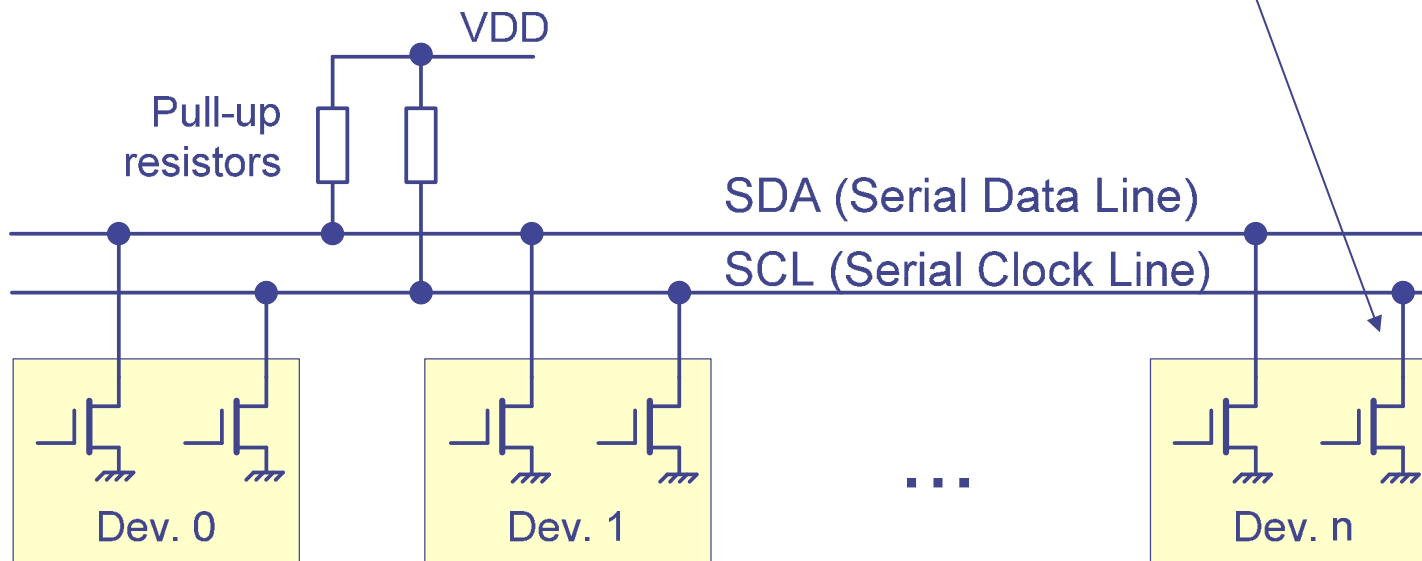 VDD
Pull-up
resistors
SDA (Serial Data Line)
SCL (Serial Clock Line)
...
Dev. 0
Dev. 1
Dev. n